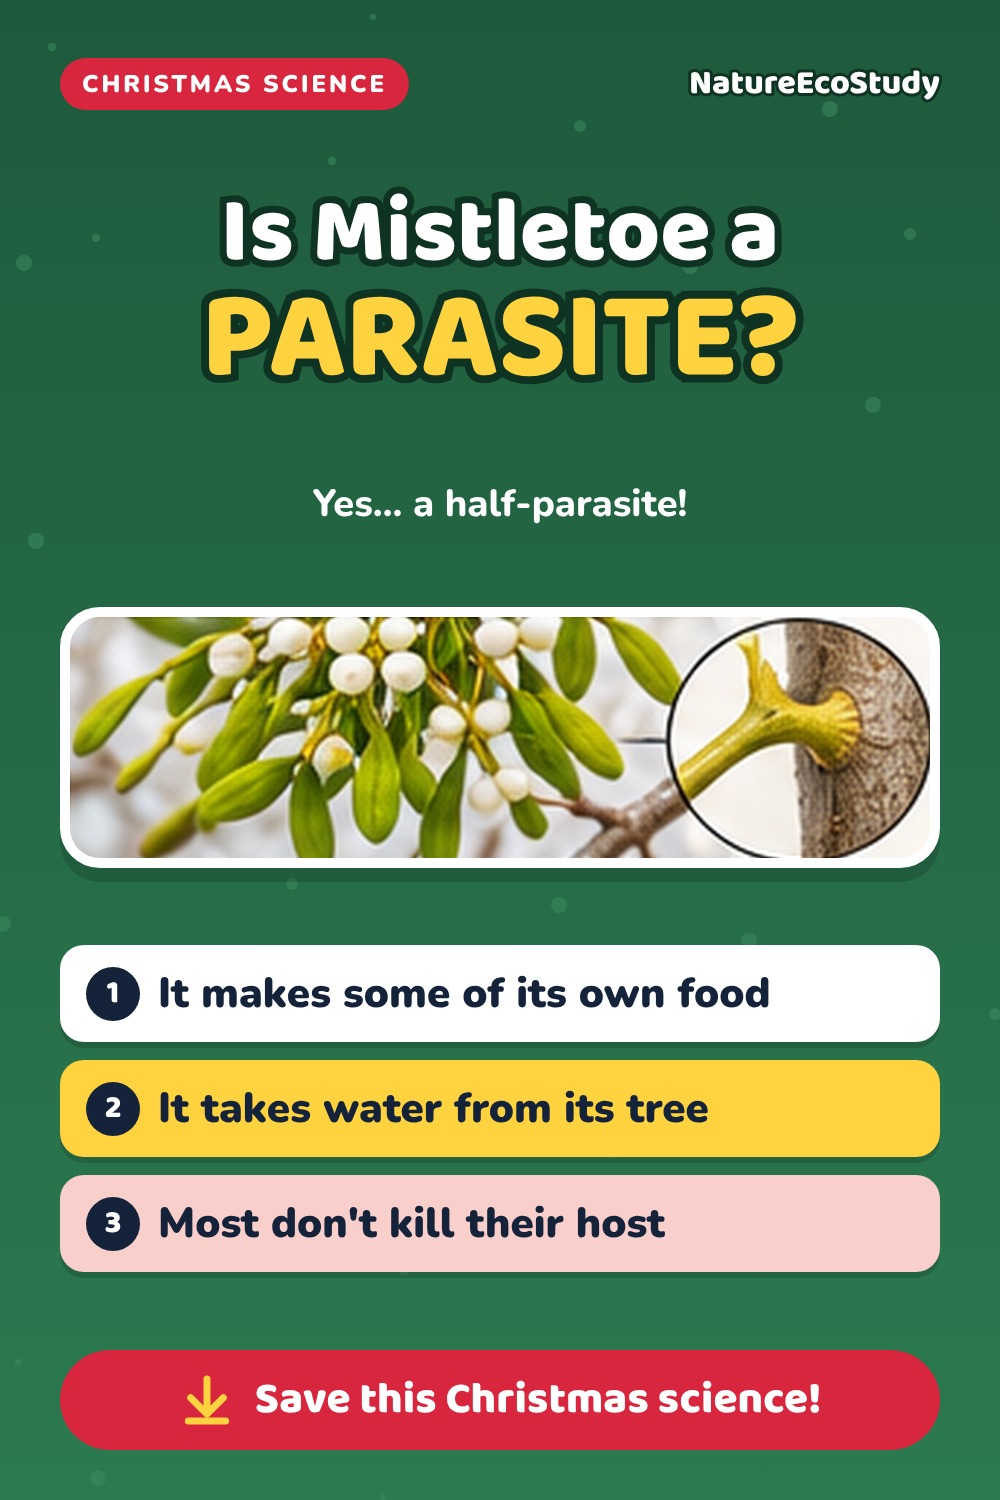 CHRISTMAS SCIENCE
NatureEcoStudy
Is Mistletoe a
PARASITE?
Yes... a half-parasite!
1 It makes some of its own food
2 It takes water from its tree
3 Most don't kill their host
Save this Christmas science!